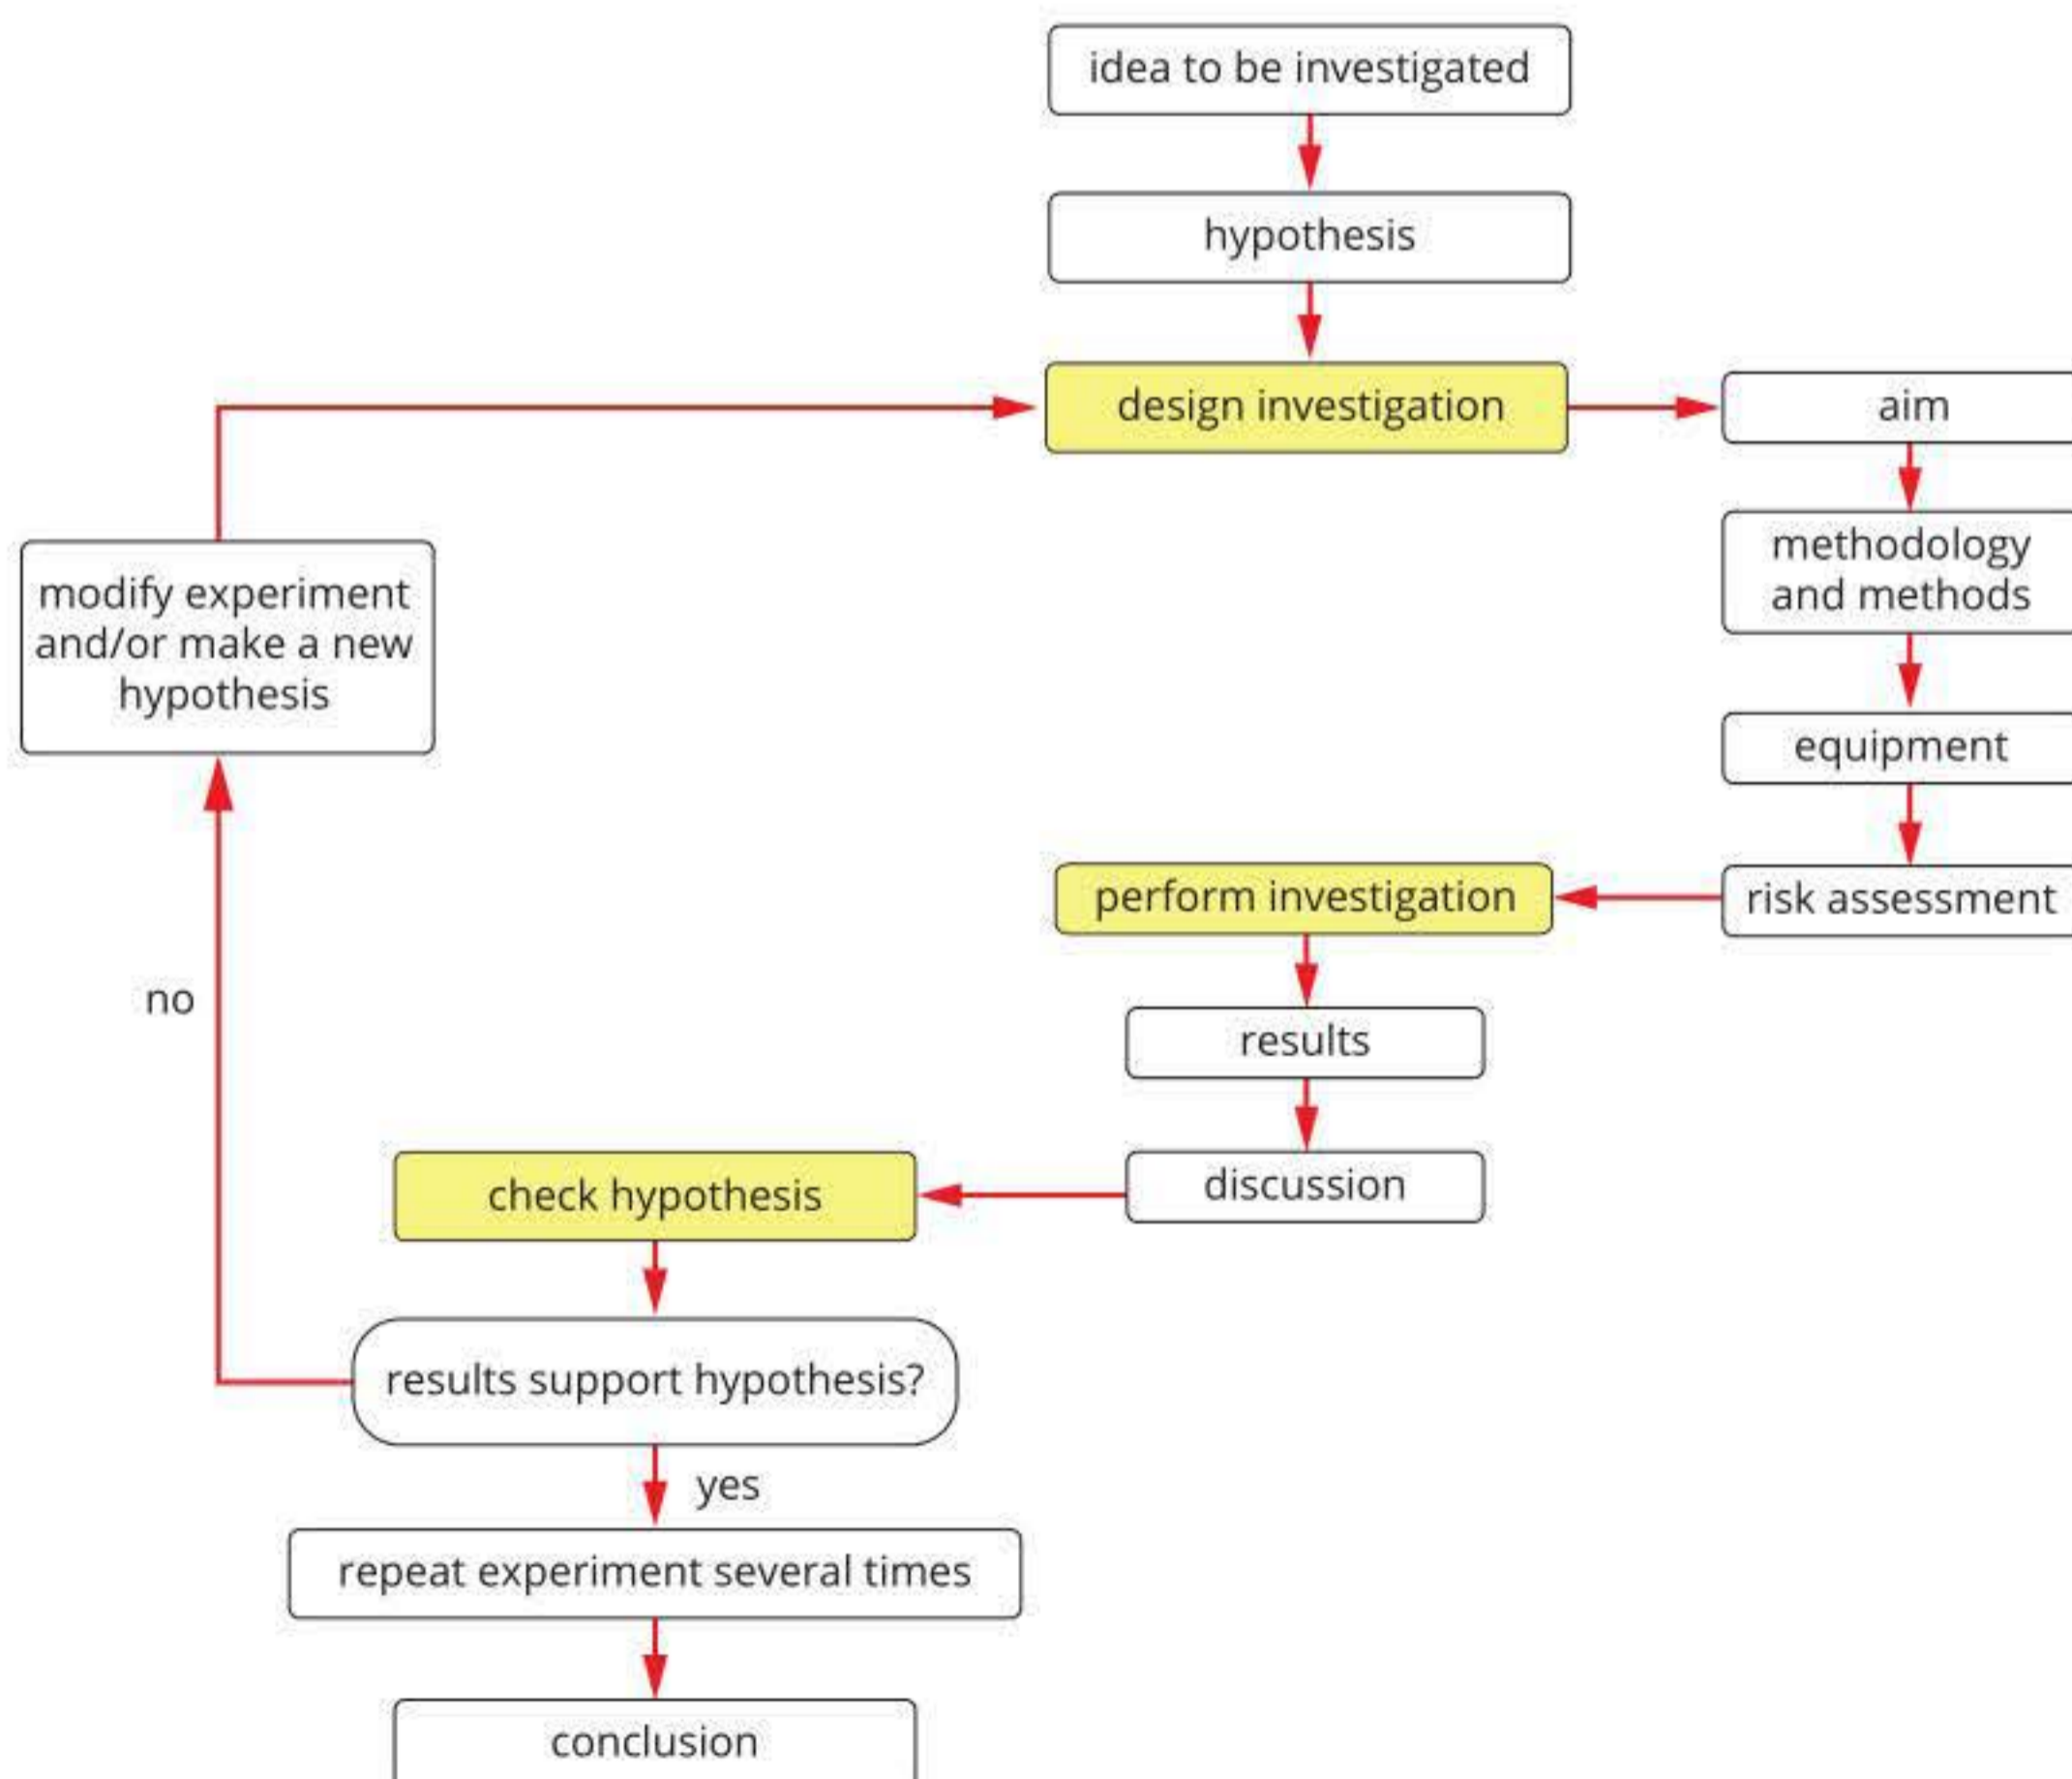 idea to be investigated
hypothesis
design investigation
aim
methodology
and methods
equipment
risk assessment
perform investigation
results
discussion
check hypothesis
results support hypothesis?
no
modify experiment
and/or make a new
hypothesis
yes
repeat experiment several times
conclusion